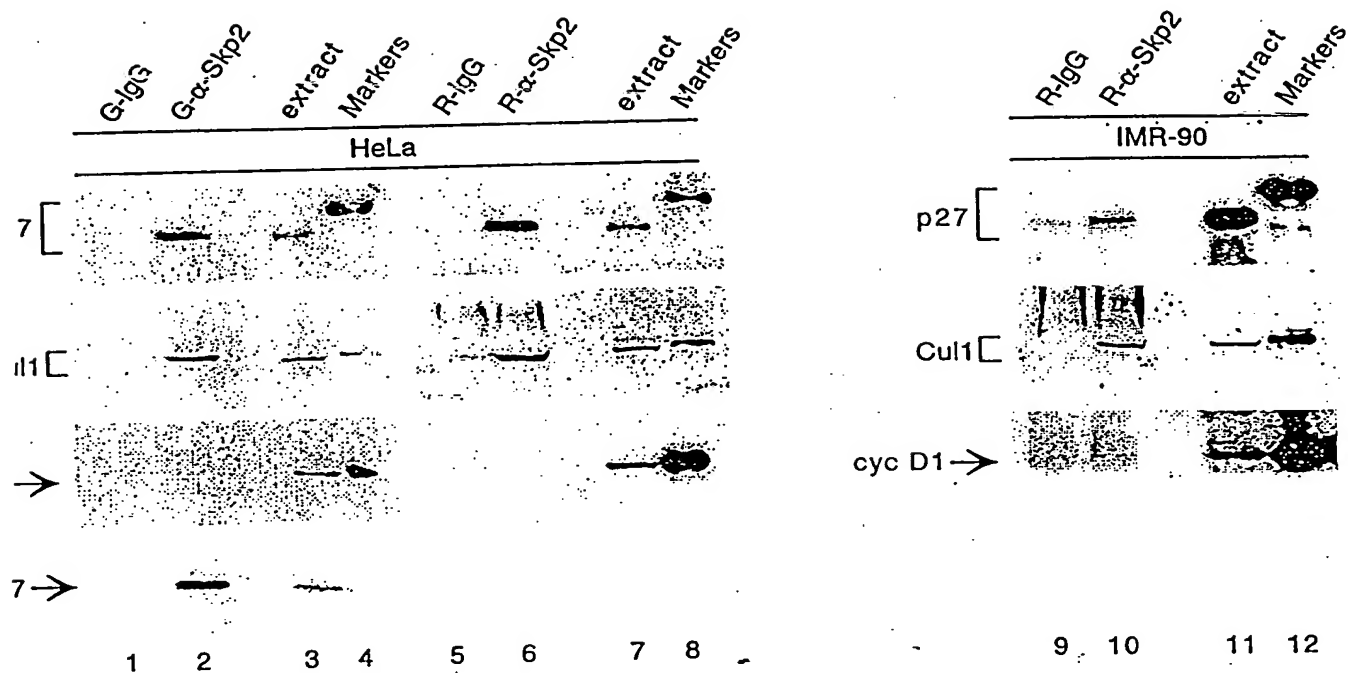 G-IgG G-α-Skp2 extract Markers R-IgG R-α-Skp2 extract Markers
HeLa
7
ıl1
7
1 2 3 4 5 6 7 8
R-IgG R-α-Skp2 extract Markers
IMR-90
p27
Cul1
cyc D1
9 10 11 12